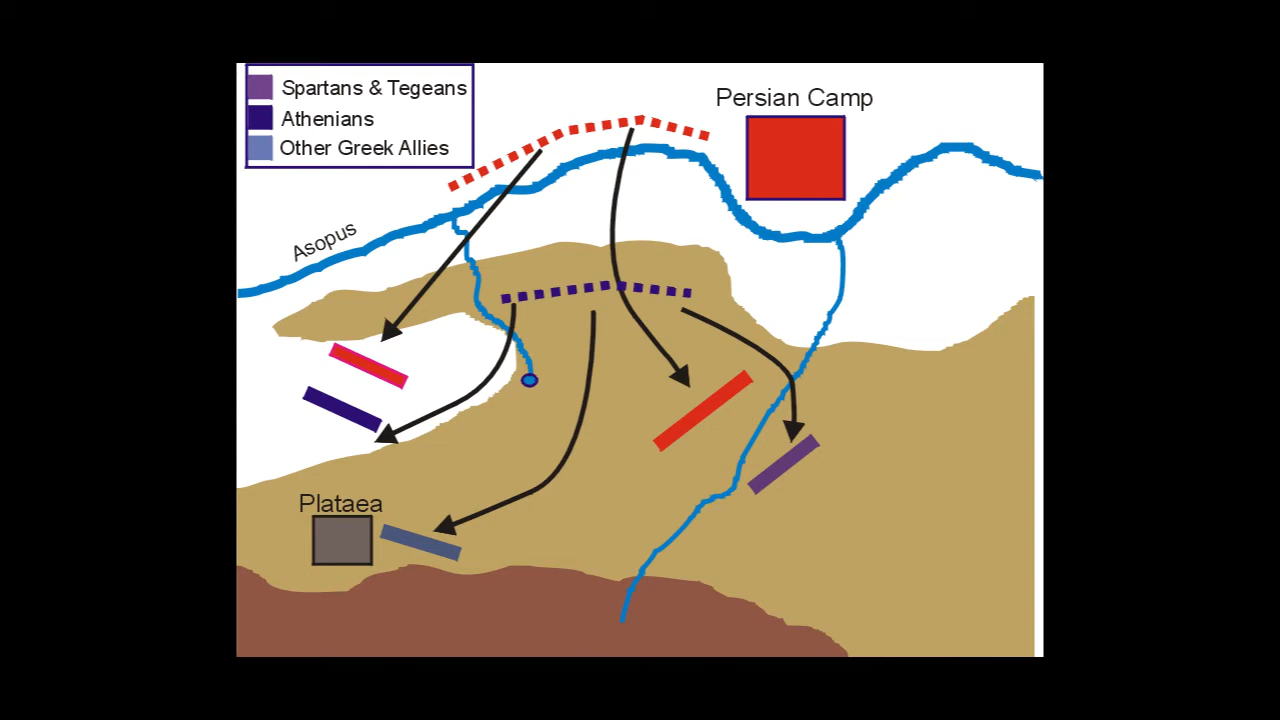 Spartans & Tegeans
Athenians
Other Greek Allies
Persian Camp
Asopus
Plataea